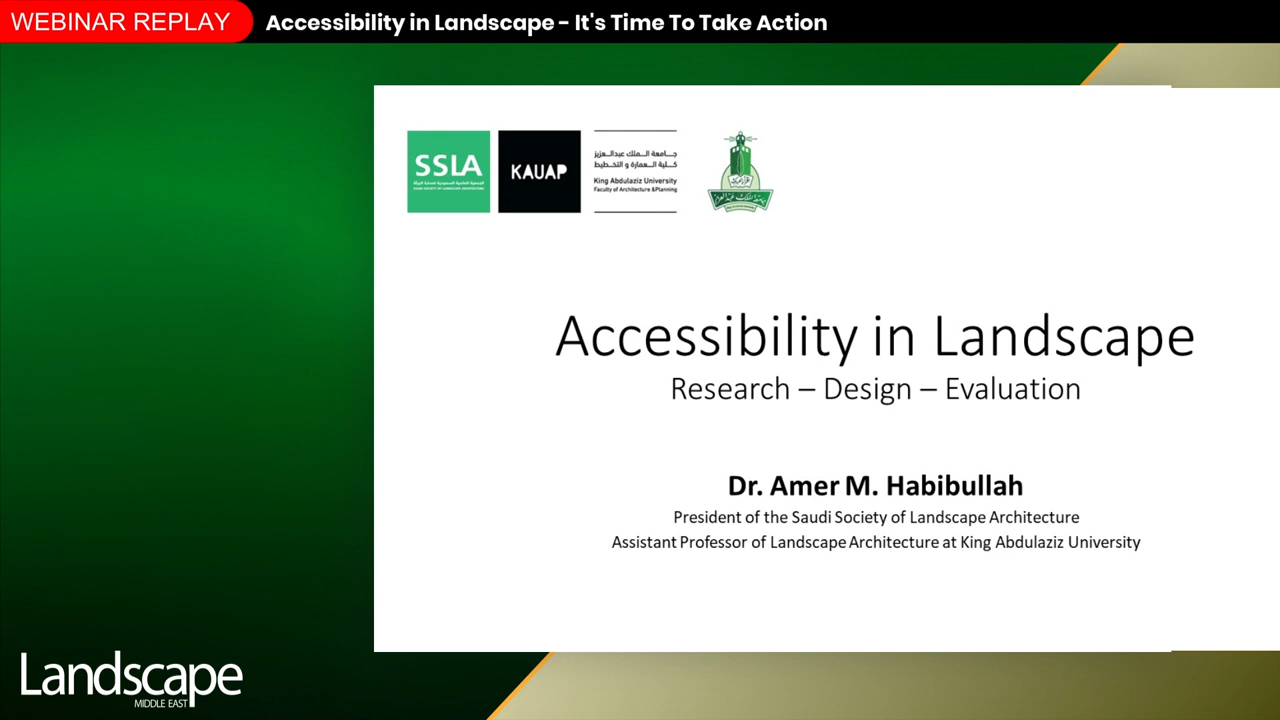 WEBINAR REPLAY
Accessibility in Landscape - It's Time To Take Action
SSLA
KAUAP
جامعة الملك عبدالعزيز
كلية العمارة و التخطيط
King Abdulaziz University
Faculty of Architecture &Planning
Accessibility in Landscape
Research – Design – Evaluation
Dr. Amer M. Habibullah
President of the Saudi Society of Landscape Architecture
Assistant Professor of Landscape Architecture at King Abdulaziz University
Landscape
MIDDLE EAST